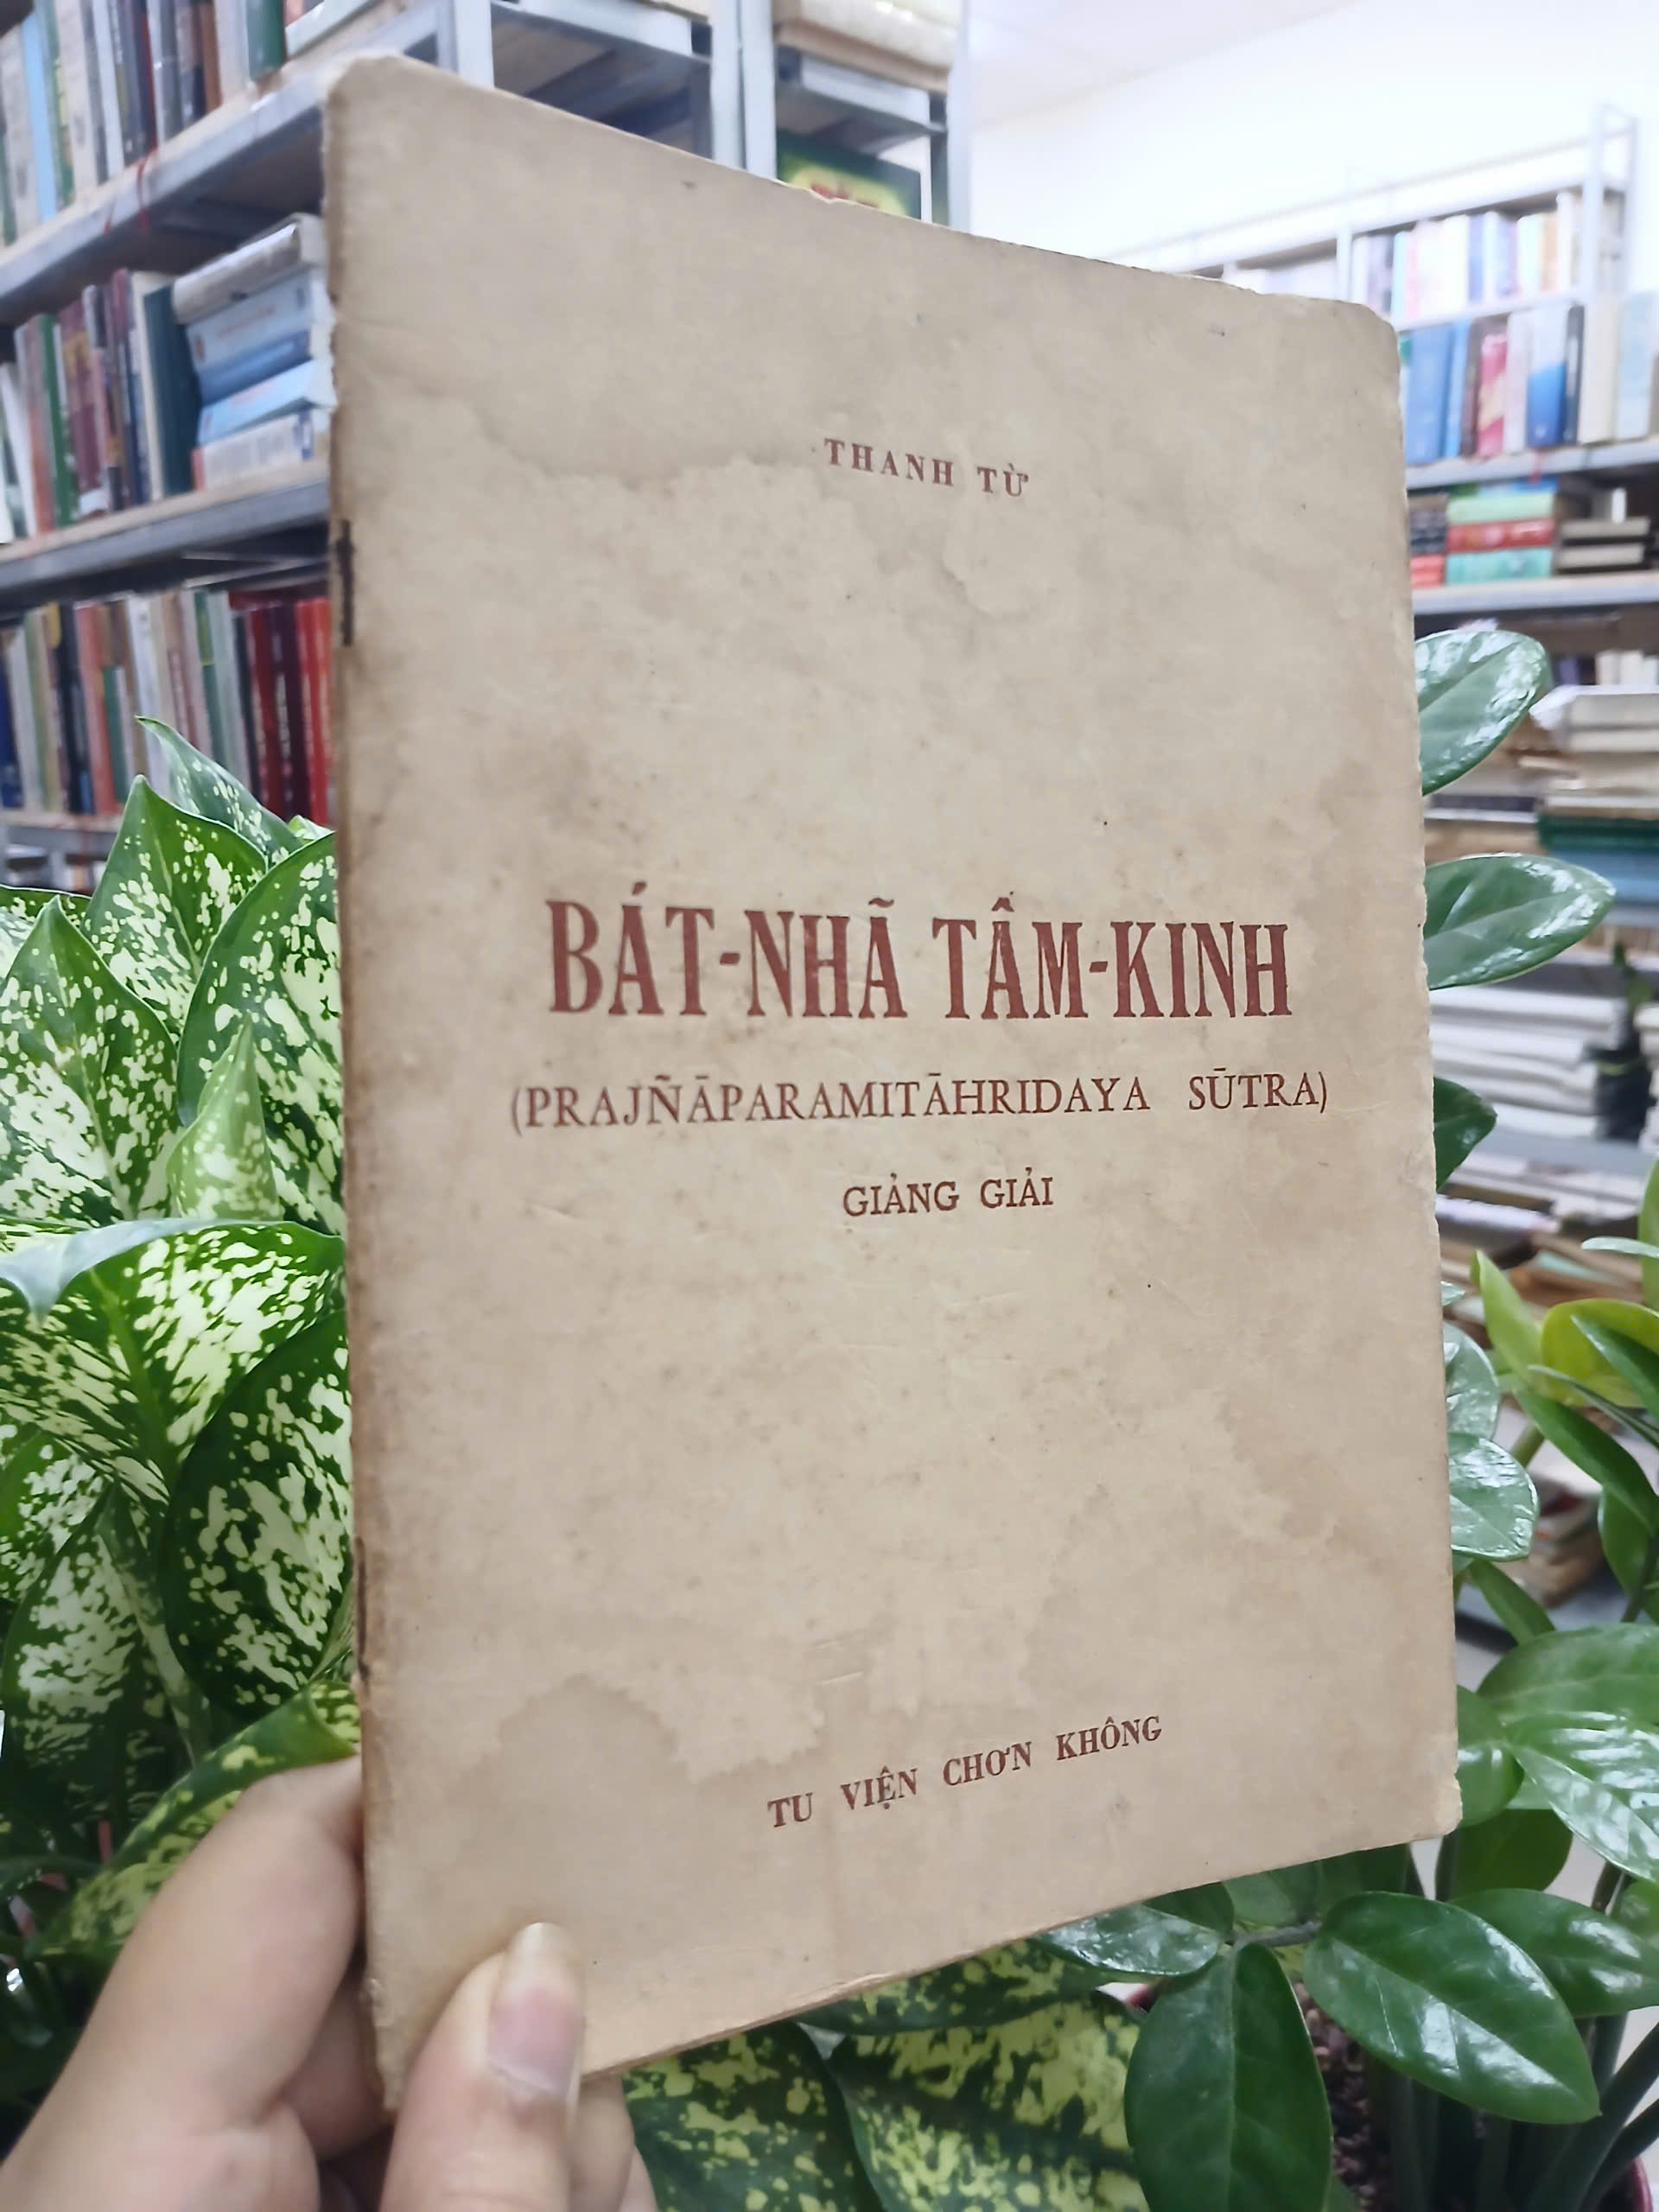 THANH TỪ
BÁT-NHÃ TÂM-KINH
(PRAJÑĀPARAMITĀHRIDAYA SŪTRA)
GIẢNG GIẢI
TU VIỆN CHƠN KHÔNG